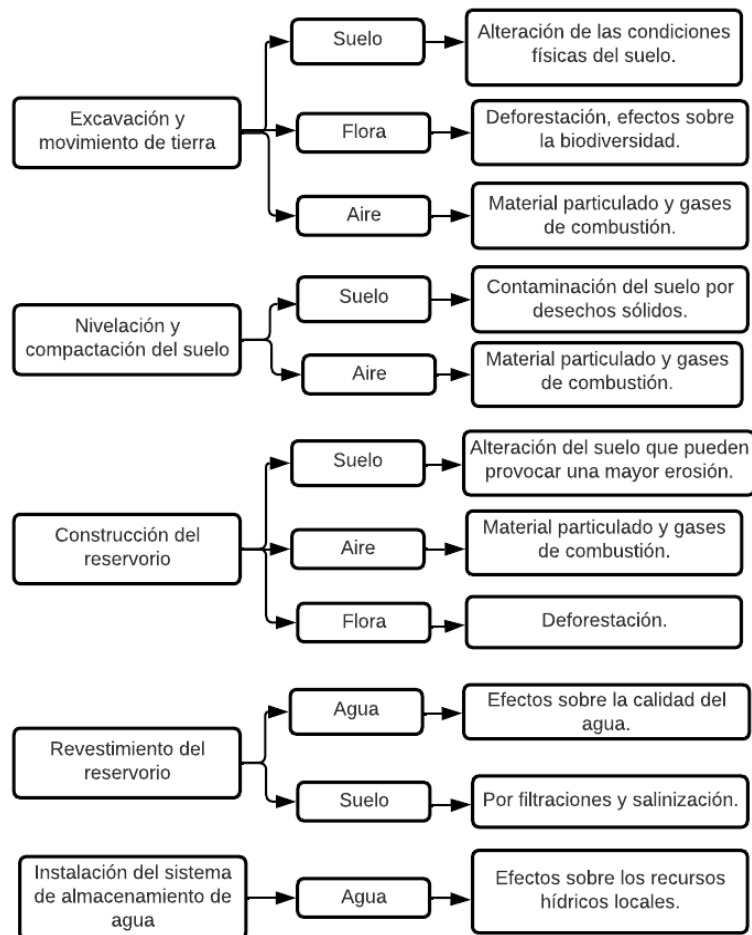 Excavación y
movimiento de tierra
Suelo
Alteración de las condiciones
físicas del suelo.
Flora
Deforestación, efectos sobre
la biodiversidad.
Aire
Material particulado y gases
de combustión.
Nivelación y
compactación del suelo
Suelo
Contaminación del suelo por
desechos sólidos.
Aire
Material particulado y gases
de combustión.
Construcción del
reservorio
Suelo
Alteración del suelo que pueden
provocar una mayor erosión.
Aire
Material particulado y gases
de combustión.
Flora
Deforestación.
Revestimiento del
reservorio
Agua
Efectos sobre la calidad del
agua.
Suelo
Por filtraciones y salinización.
Instalación del sistema
de almacenamiento de
agua
Agua
Efectos sobre los recursos
hídricos locales.